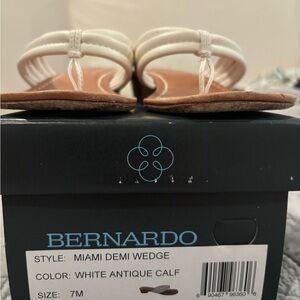 BERNARDO
STYLE: MIAMI DEMI WEDGE
COLOR: WHITE ANTIQUE CALF
SIZE: 7M